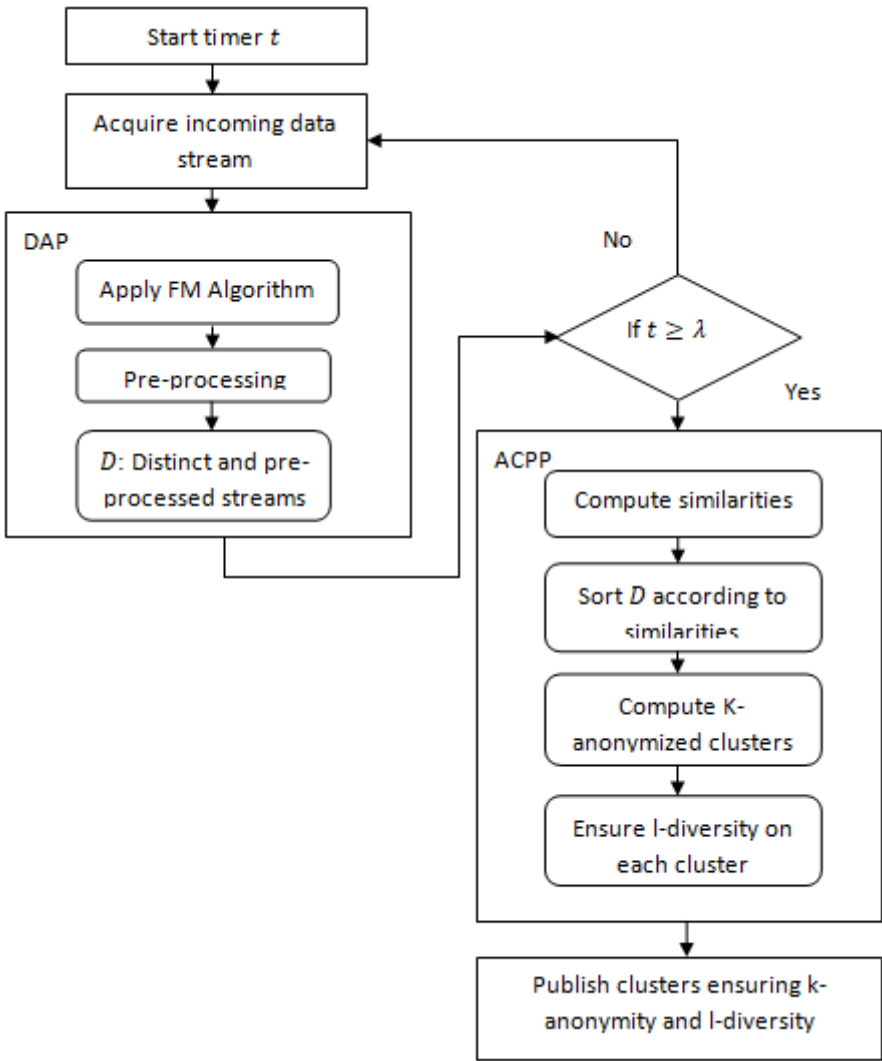 Start timer t
Acquire incoming data
stream
DAP
Apply FM Algorithm
Pre-processing
D: Distinct and pre-
processed streams
No
If t ≥ λ
Yes
ACPP
Compute similarities
Sort D according to
similarities
Compute K-
anonymized clusters
Ensure l-diversity on
each cluster
Publish clusters ensuring k-
anonymity and l-diversity